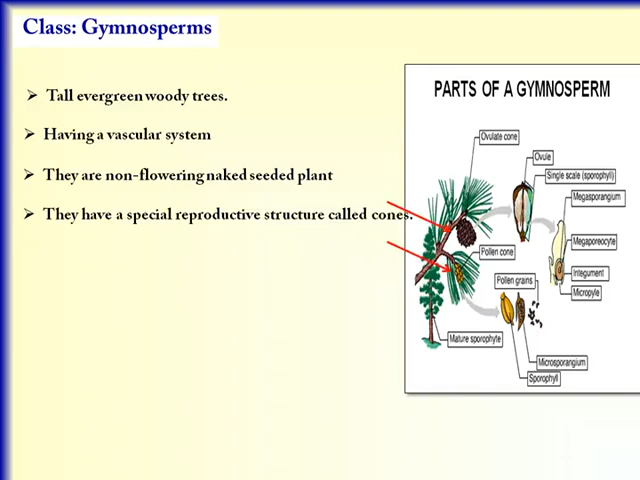 Class: Gymnosperms
Tall evergreen woody trees.
Having a vascular system
They are non-flowering naked seeded plant
They have a special reproductive structure called cones.
PARTS OF A GYMNOSPERM
Ovulate cone
Ovule
Single scale (sporophyll)
Megasporangium
Pollen cone
Megaporeocyte
Pollen grains
Integument
Micropyle
Mature sporophyte
Microsporangium
Sporophyll